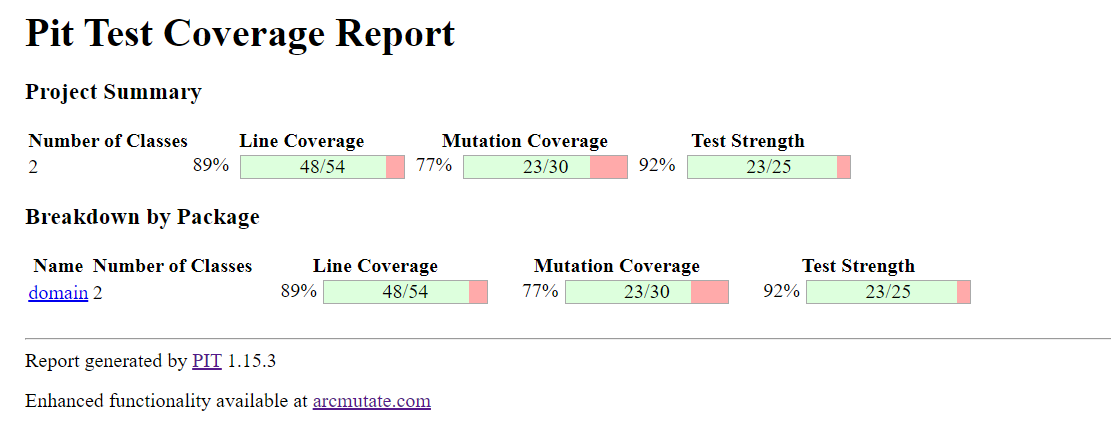 Pit Test Coverage Report
Project Summary
Number of Classes Line Coverage Mutation Coverage Test Strength
2 89% 48/54 77% 23/30 92% 23/25
Breakdown by Package
Name Number of Classes Line Coverage Mutation Coverage Test Strength
domain 2 89% 48/54 77% 23/30 92% 23/25
Report generated by PIT 1.15.3
Enhanced functionality available at arcmutate.com